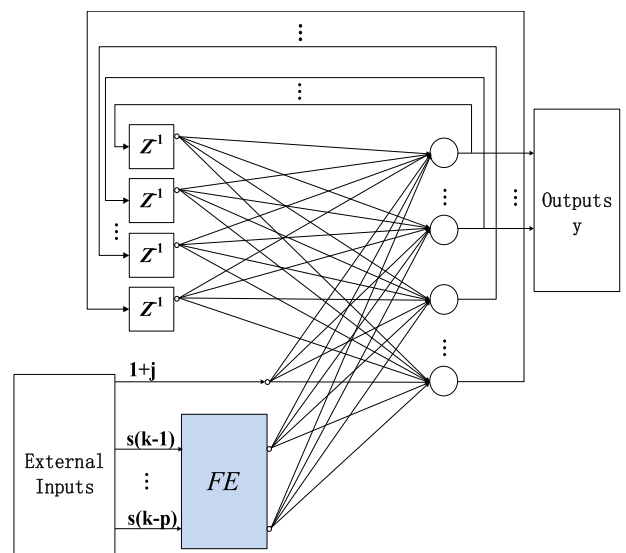 Z⁻¹
Z⁻¹
Z⁻¹
Z⁻¹
Outputs
y
1+j
s(k-1)
External
Inputs
FE
s(k-p)